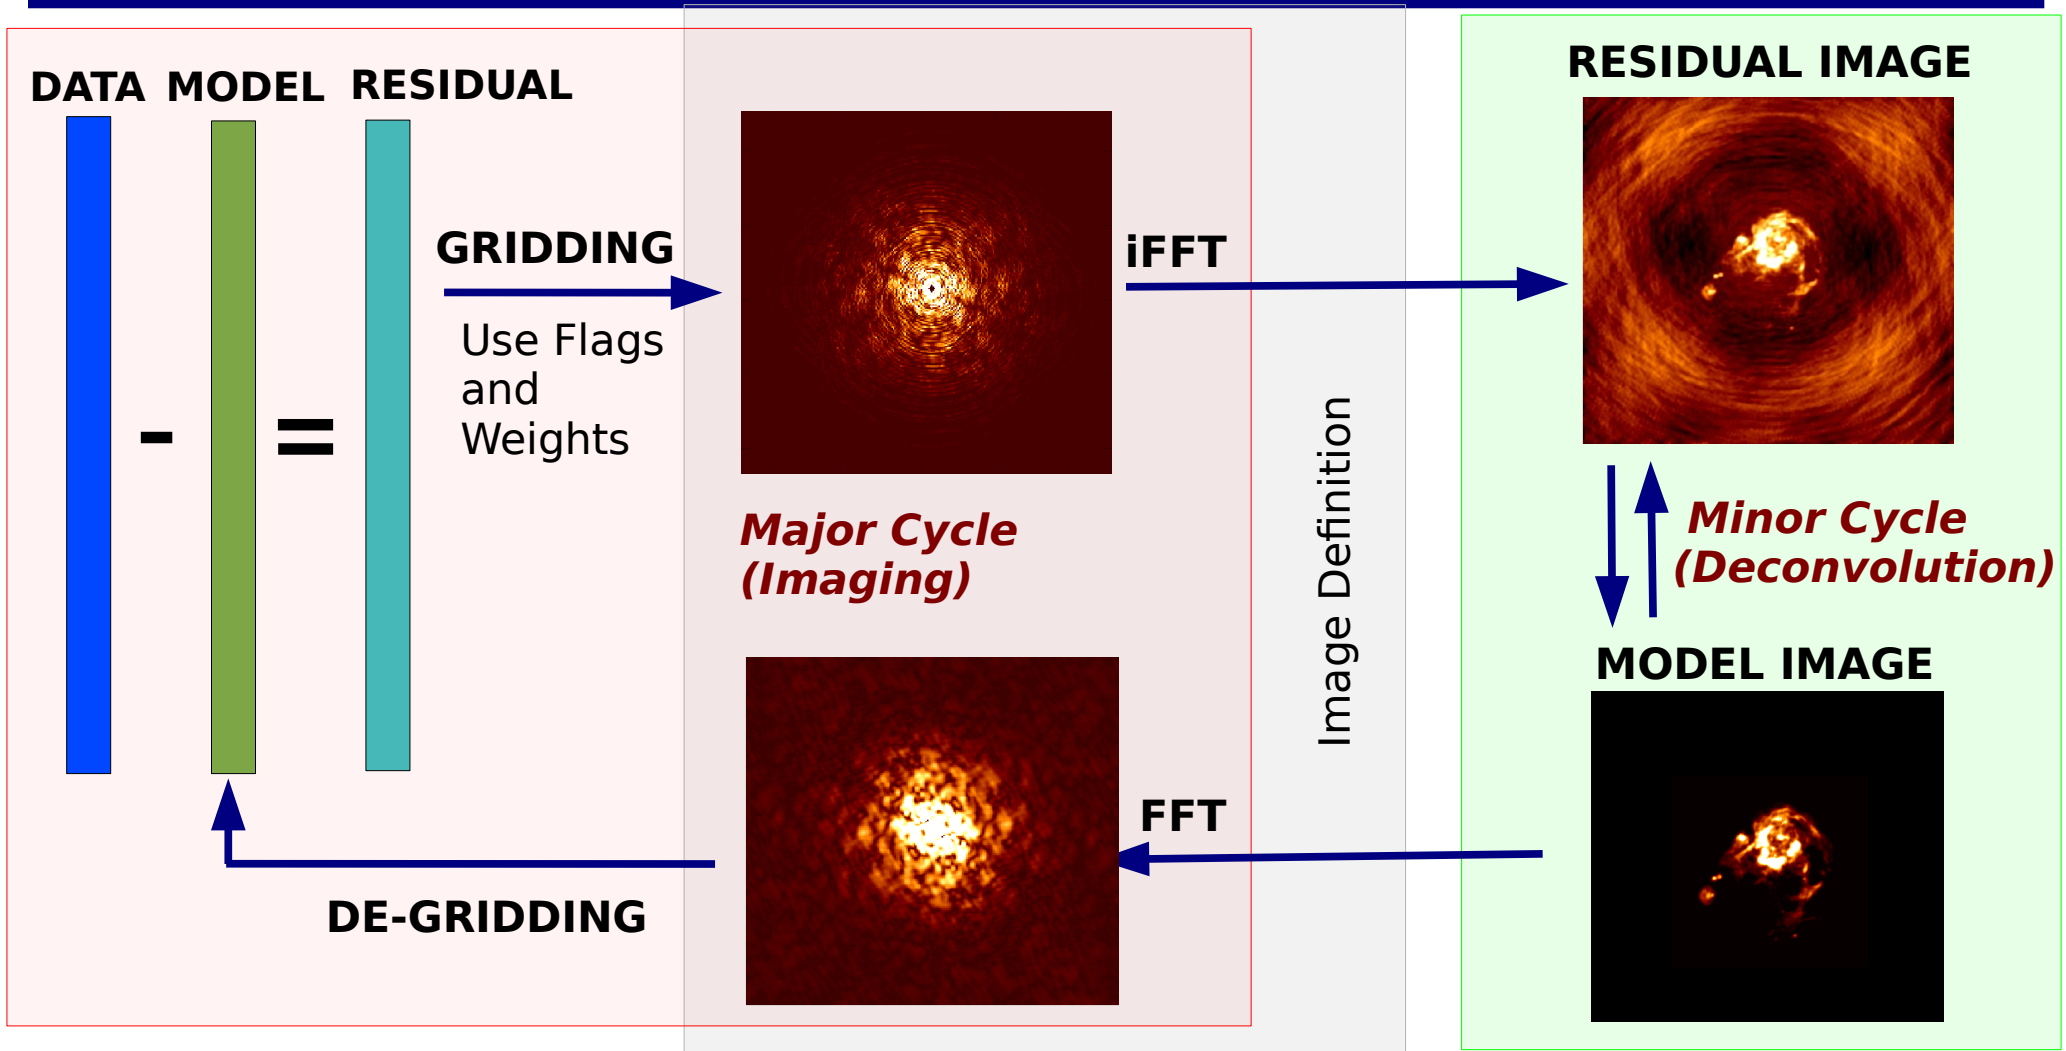 DATA MODEL RESIDUAL
- =
GRIDDING
Use Flags
and
Weights
iFFT
Major Cycle
(Imaging)
Image Definition
FFT
DE-GRIDDING
RESIDUAL IMAGE
Minor Cycle
(Deconvolution)
MODEL IMAGE